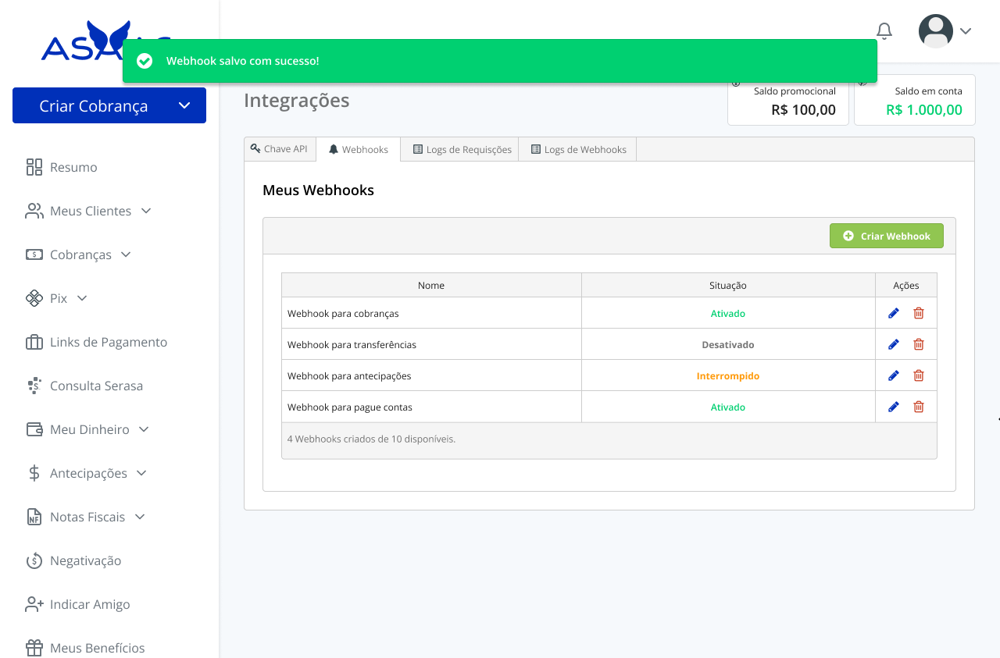 Webhook salvo com sucesso!
Criar Cobrança
Resumo
Meus Clientes
Cobranças
Pix
Links de Pagamento
Consulta Serasa
Meu Dinheiro
Antecipações
Notas Fiscais
Negativação
Indicar Amigo
Meus Benefícios
Integrações
Saldo promocional
R$ 100,00
Saldo em conta
R$ 1.000,00
Chave API
Webhooks
Logs de Requisções
Logs de Webhooks
Meus Webhooks
Criar Webhook
Nome Situação Ações
Webhook para cobranças Ativado
Webhook para transferências Desativado
Webhook para antecipações Interrompido
Webhook para pague contas Ativado
4 Webhooks criados de 10 disponíveis.